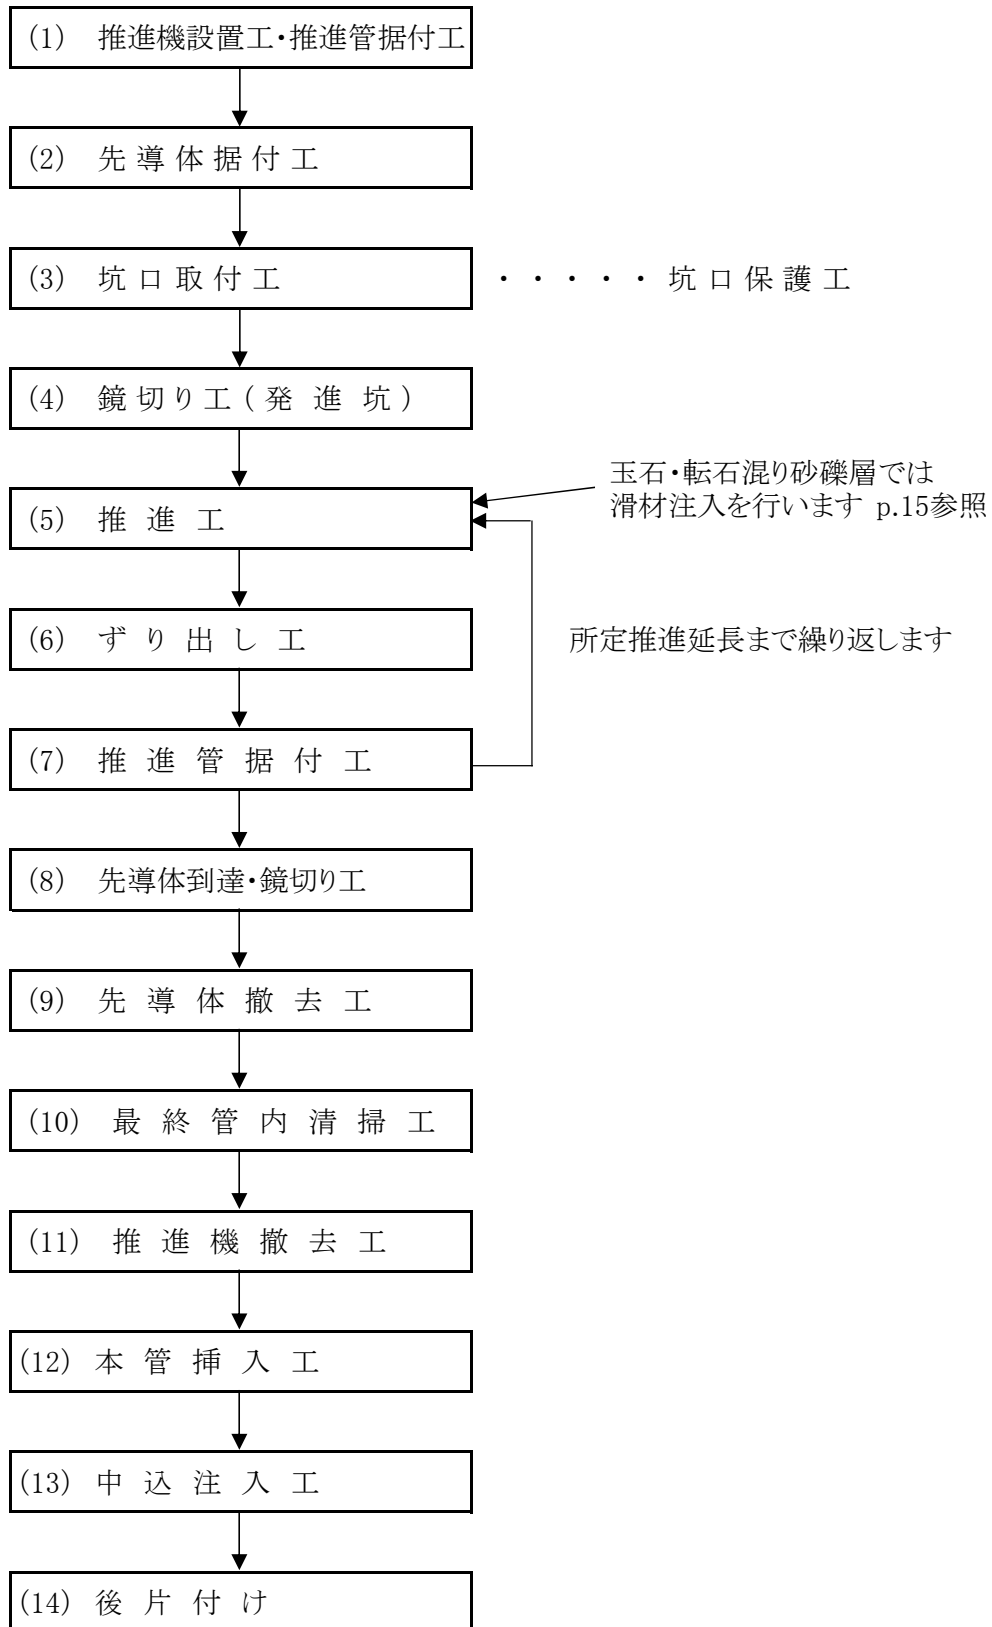 (1) 推進機設置工・推進管据付工
(2) 先導体据付工
(3) 坑口取付工 ・・・・・坑口保護工
(4) 鏡切り工(発進坑)
玉石・転石混り砂礫層では
滑材注入を行います p.15参照
(5) 推進工
(6) ずり出し工
所定推進延長まで繰り返します
(7) 推進管据付工
(8) 先導体到達・鏡切り工
(9) 先導体撤去工
(10) 最終管内清掃工
(11) 推進機撤去工
(12) 本管挿入工
(13) 中込注入工
(14) 後片付け